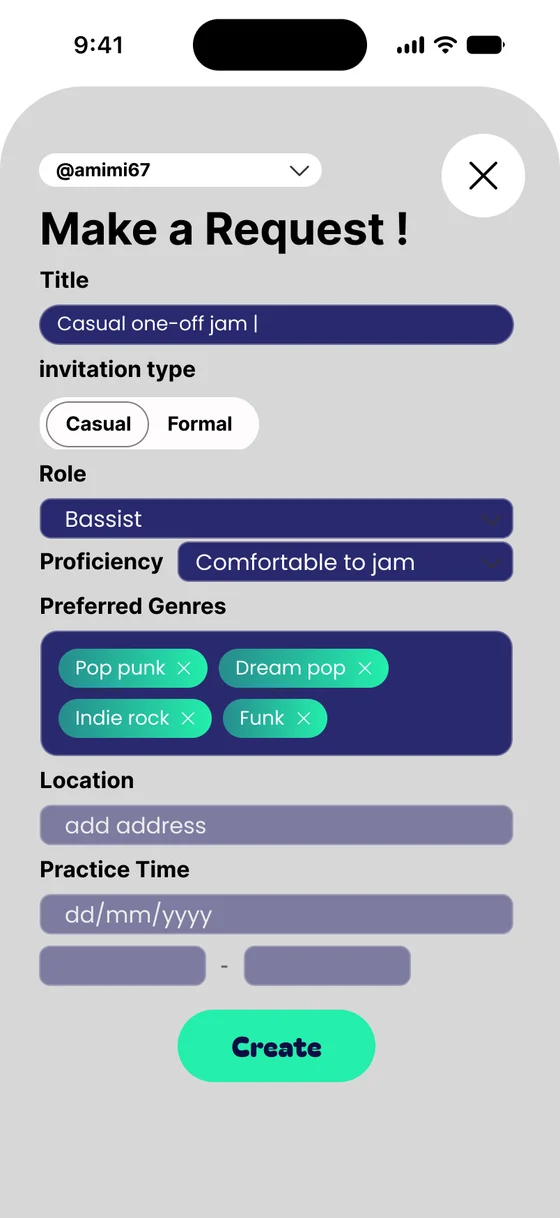 9:41
@amimi67
Make a Request !
Title
Casual one-off jam |
invitation type
Casual Formal
Role
Bassist
Proficiency Comfortable to jam
Preferred Genres
Pop punk Dream pop
Indie rock Funk
Location
add address
Practice Time
dd/mm/yyyy
-
Create